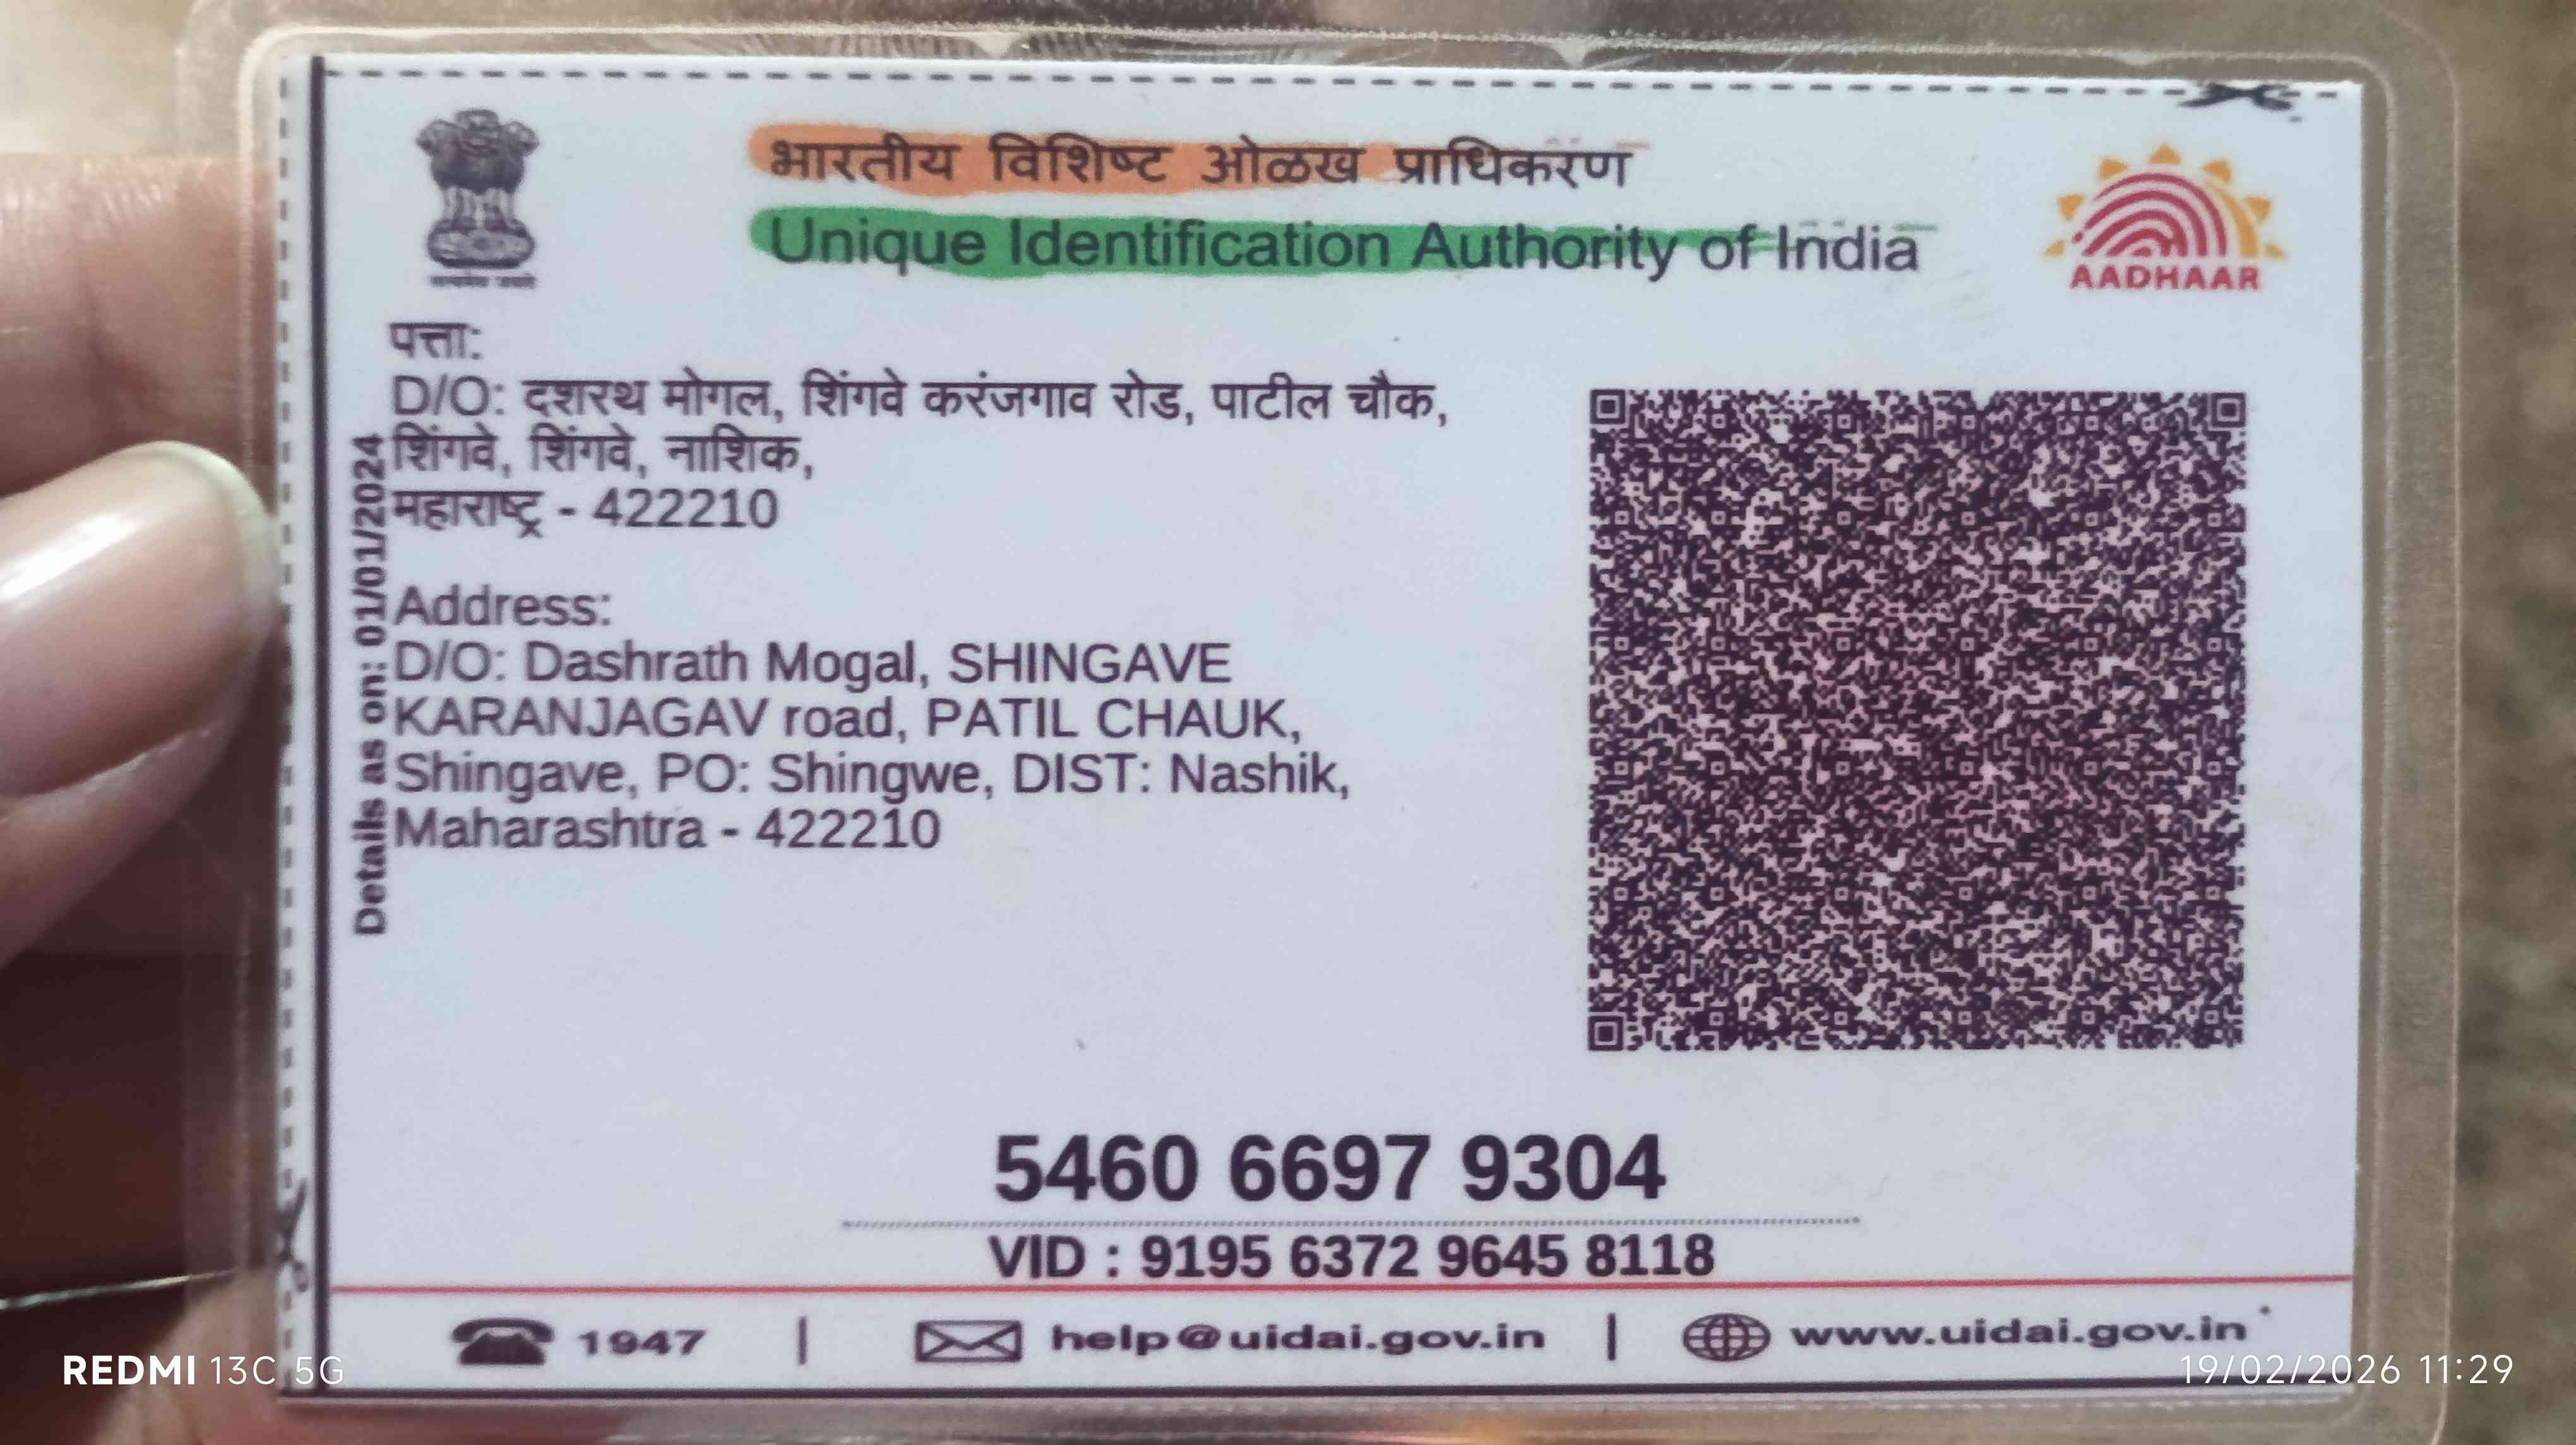 भारतीय विशिष्ट ओळख प्राधिकरण
Unique Identification Authority of India
AADHAAR
पत्ता:
D/O: दशरथ मोगल, शिंगवे करंजगाव रोड, पाटील चौक,
शिंगवे, शिंगवे, नाशिक,
महाराष्ट्र - 422210
Address:
D/O: Dashrath Mogal, SHINGAVE
KARANJAGAV road, PATIL CHAUK,
Shingave, PO: Shingwe, DIST: Nashik,
Maharashtra - 422210
Details as on: 01/01/2024
5460 6697 9304
VID : 9195 6372 9645 8118
1947 | help@uidai.gov.in | www.uidai.gov.in
REDMI 13C 5G
19/02/2026 11:29